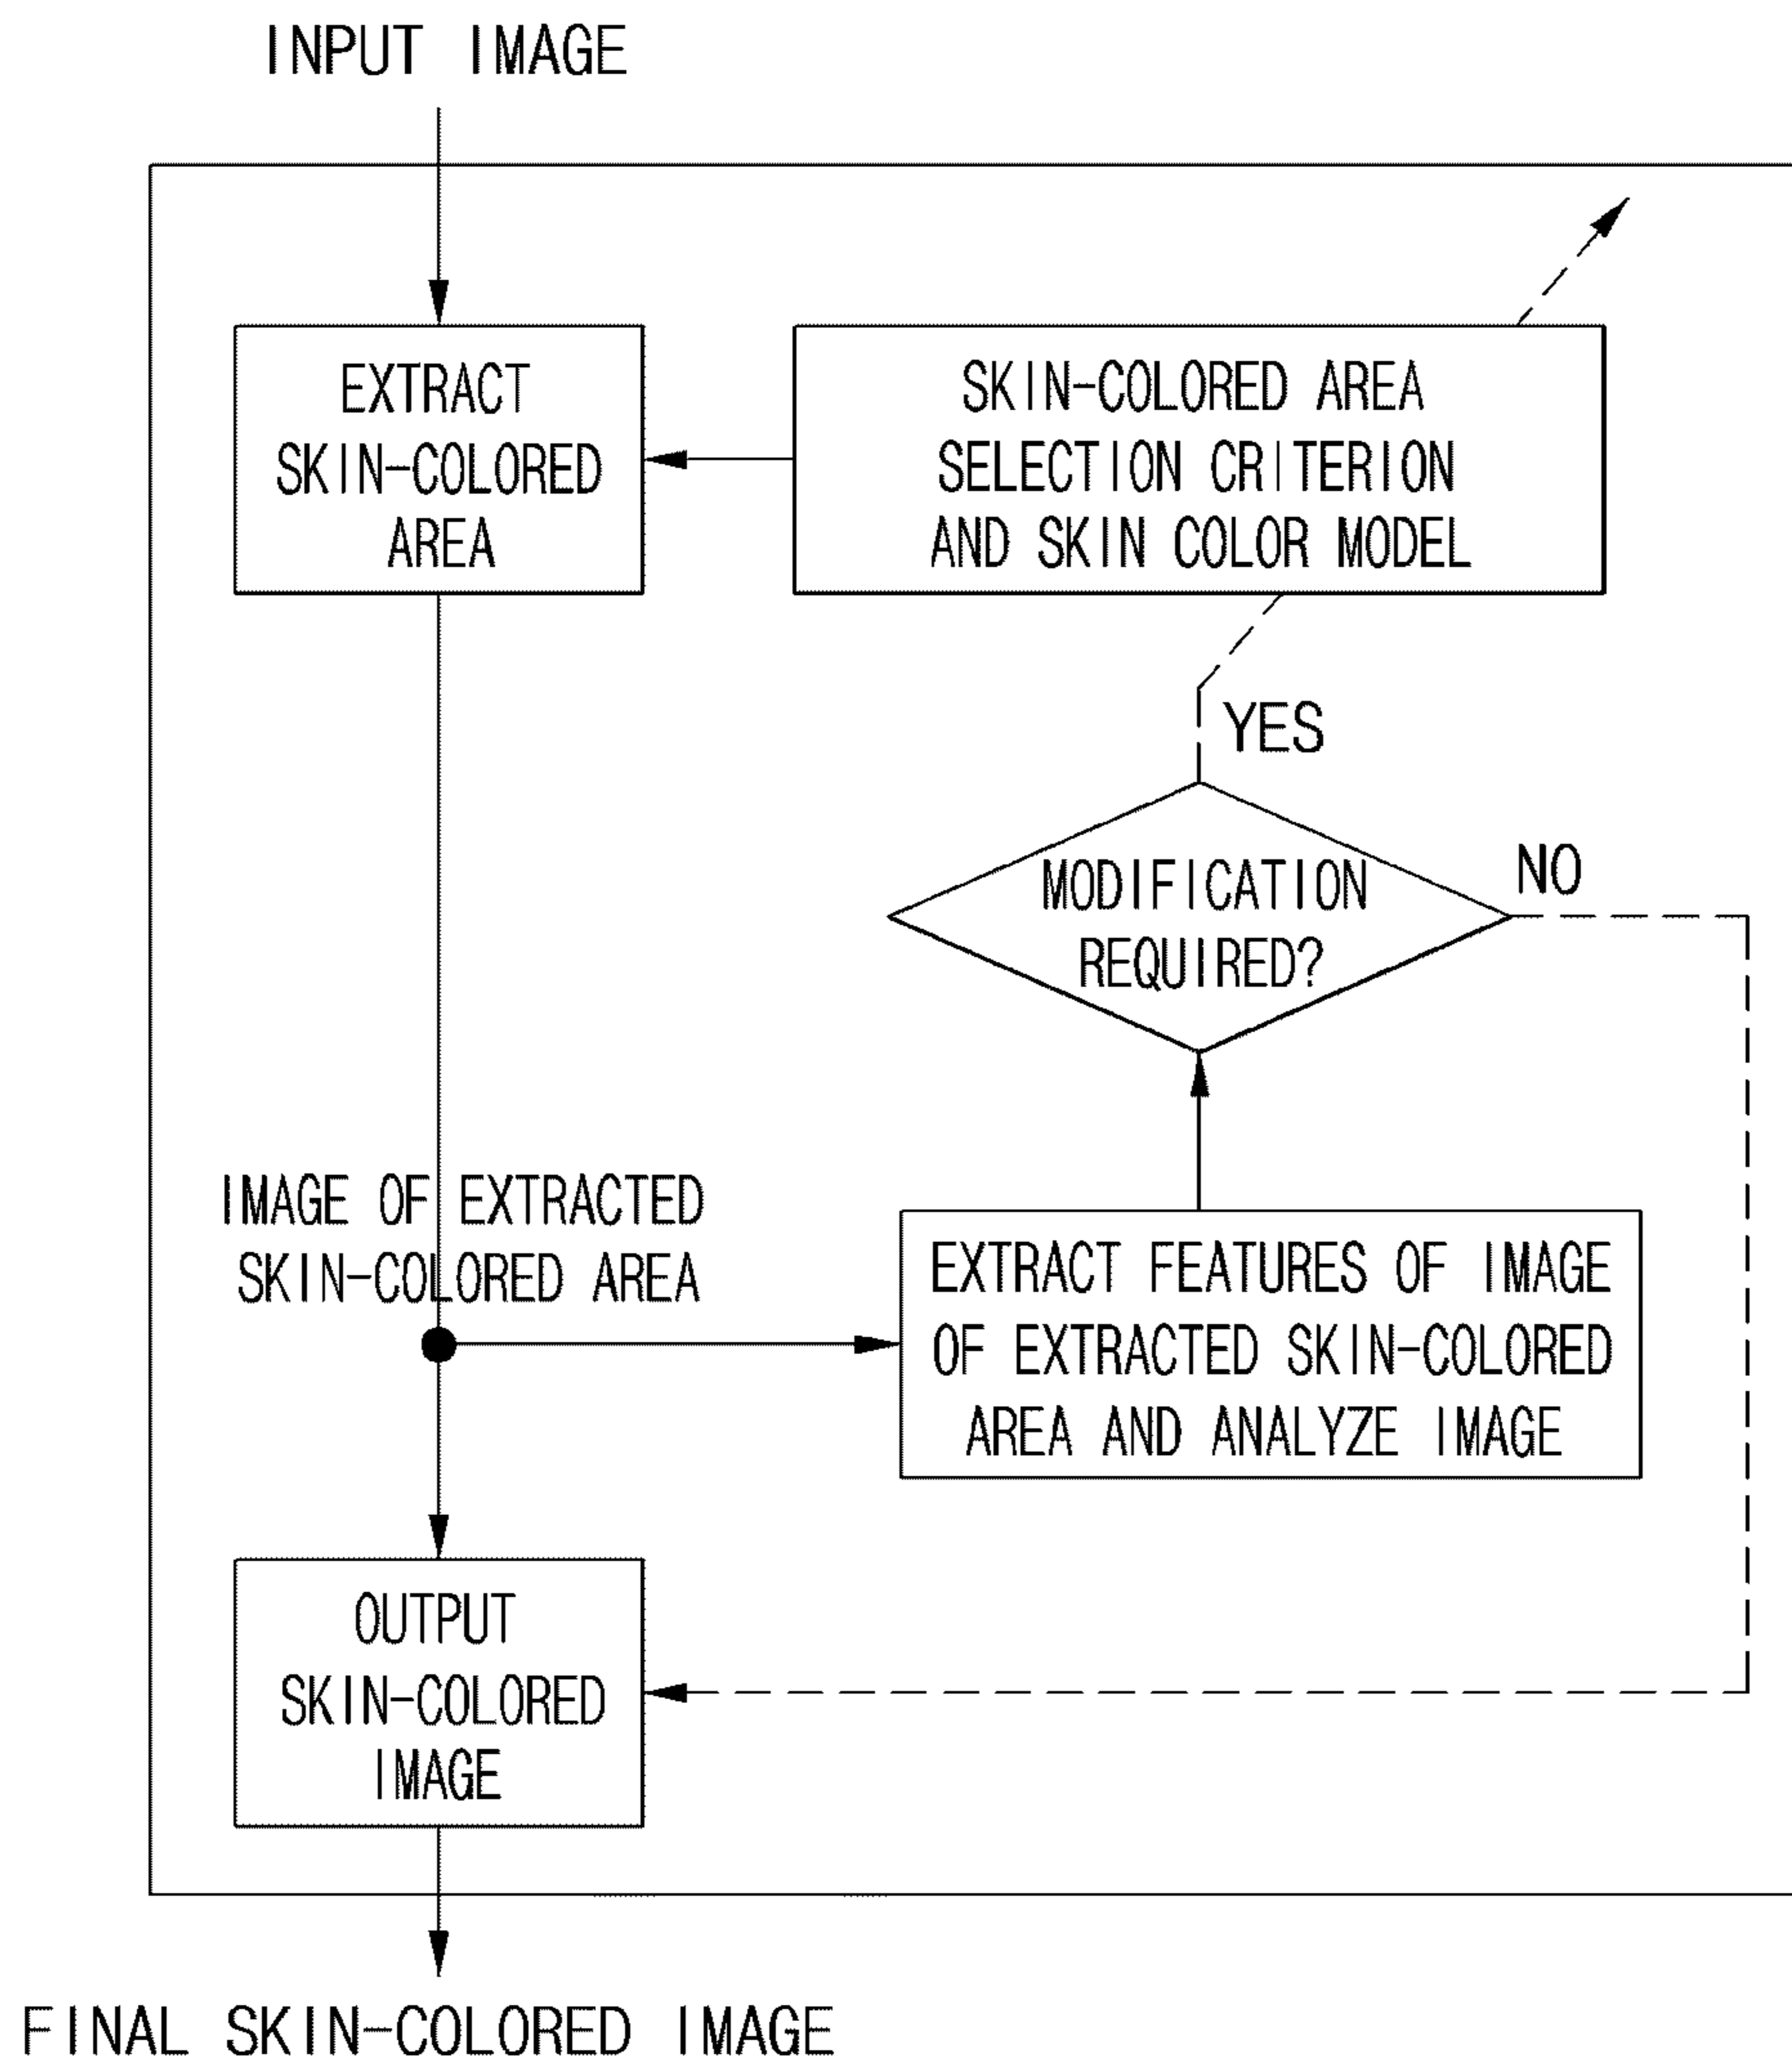 INPUT IMAGE
EXTRACT
SKIN-COLORED
AREA
SKIN-COLORED AREA
SELECTION CRITERION
AND SKIN COLOR MODEL
YES
MODIFICATION
REQUIRED?
NO
IMAGE OF EXTRACTED
SKIN-COLORED AREA
EXTRACT FEATURES OF IMAGE
OF EXTRACTED SKIN-COLORED
AREA AND ANALYZE IMAGE
OUTPUT
SKIN-COLORED
IMAGE
FINAL SKIN-COLORED IMAGE